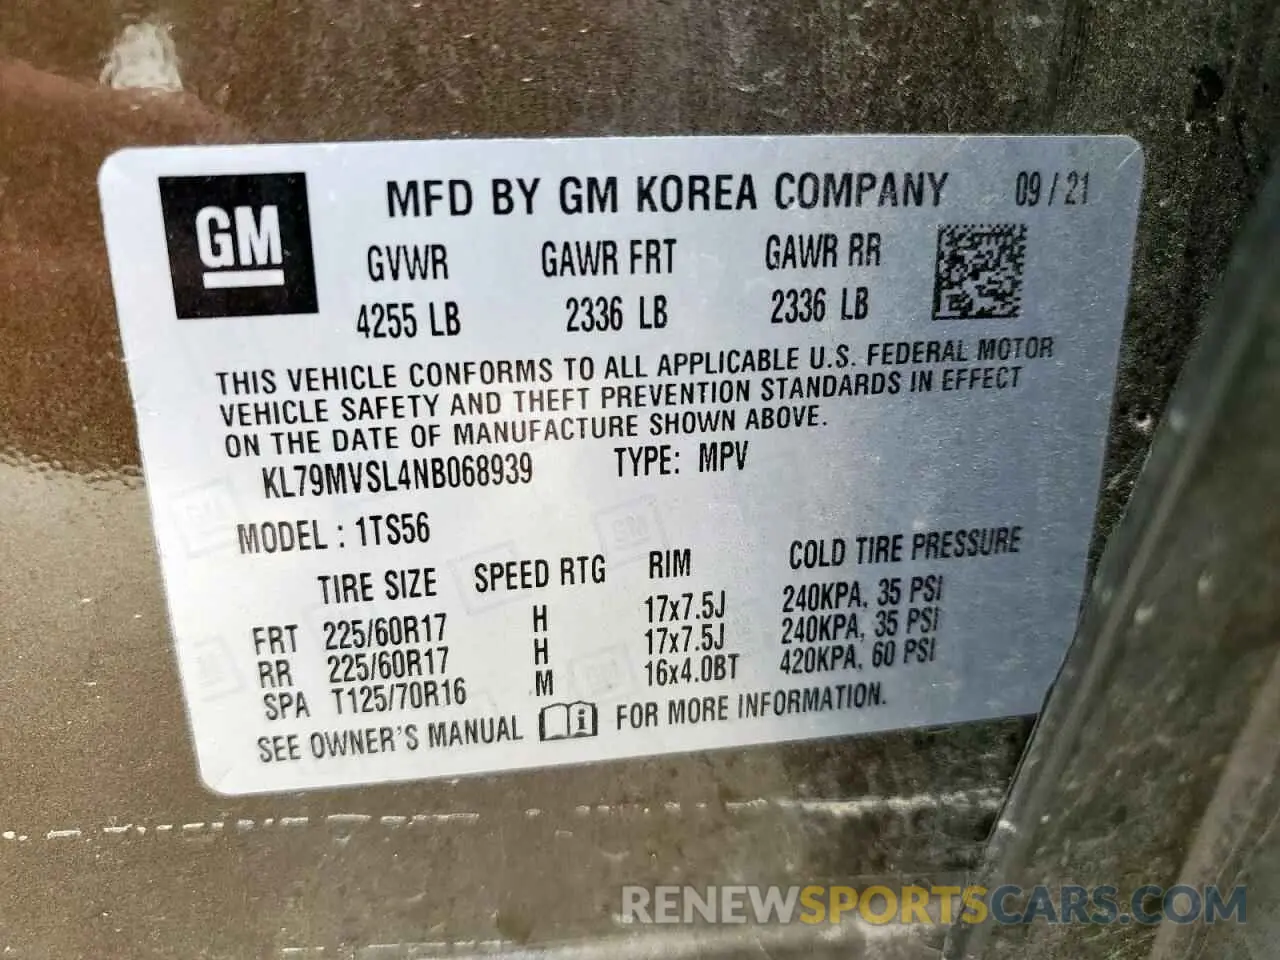 GM
MFD BY GM KOREA COMPANY 09/21
GVWR GAWR FRT GAWR RR
4255 LB 2336 LB 2336 LB
THIS VEHICLE CONFORMS TO ALL APPLICABLE U.S. FEDERAL MOTOR
VEHICLE SAFETY AND THEFT PREVENTION STANDARDS IN EFFECT
ON THE DATE OF MANUFACTURE SHOWN ABOVE.
KL79MVSL4NB068939 TYPE: MPV
MODEL: 1TS56
TIRE SIZE SPEED RTG RIM COLD TIRE PRESSURE
FRT 225/60R17 H 17x7.5J 240KPA, 35 PSI
RR 225/60R17 H 17x7.5J 240KPA, 35 PSI
SPA T125/70R16 M 16x4.0BT 420KPA, 60 PSI
SEE OWNER'S MANUAL i FOR MORE INFORMATION.
RENEWSPORTSCARS.COM